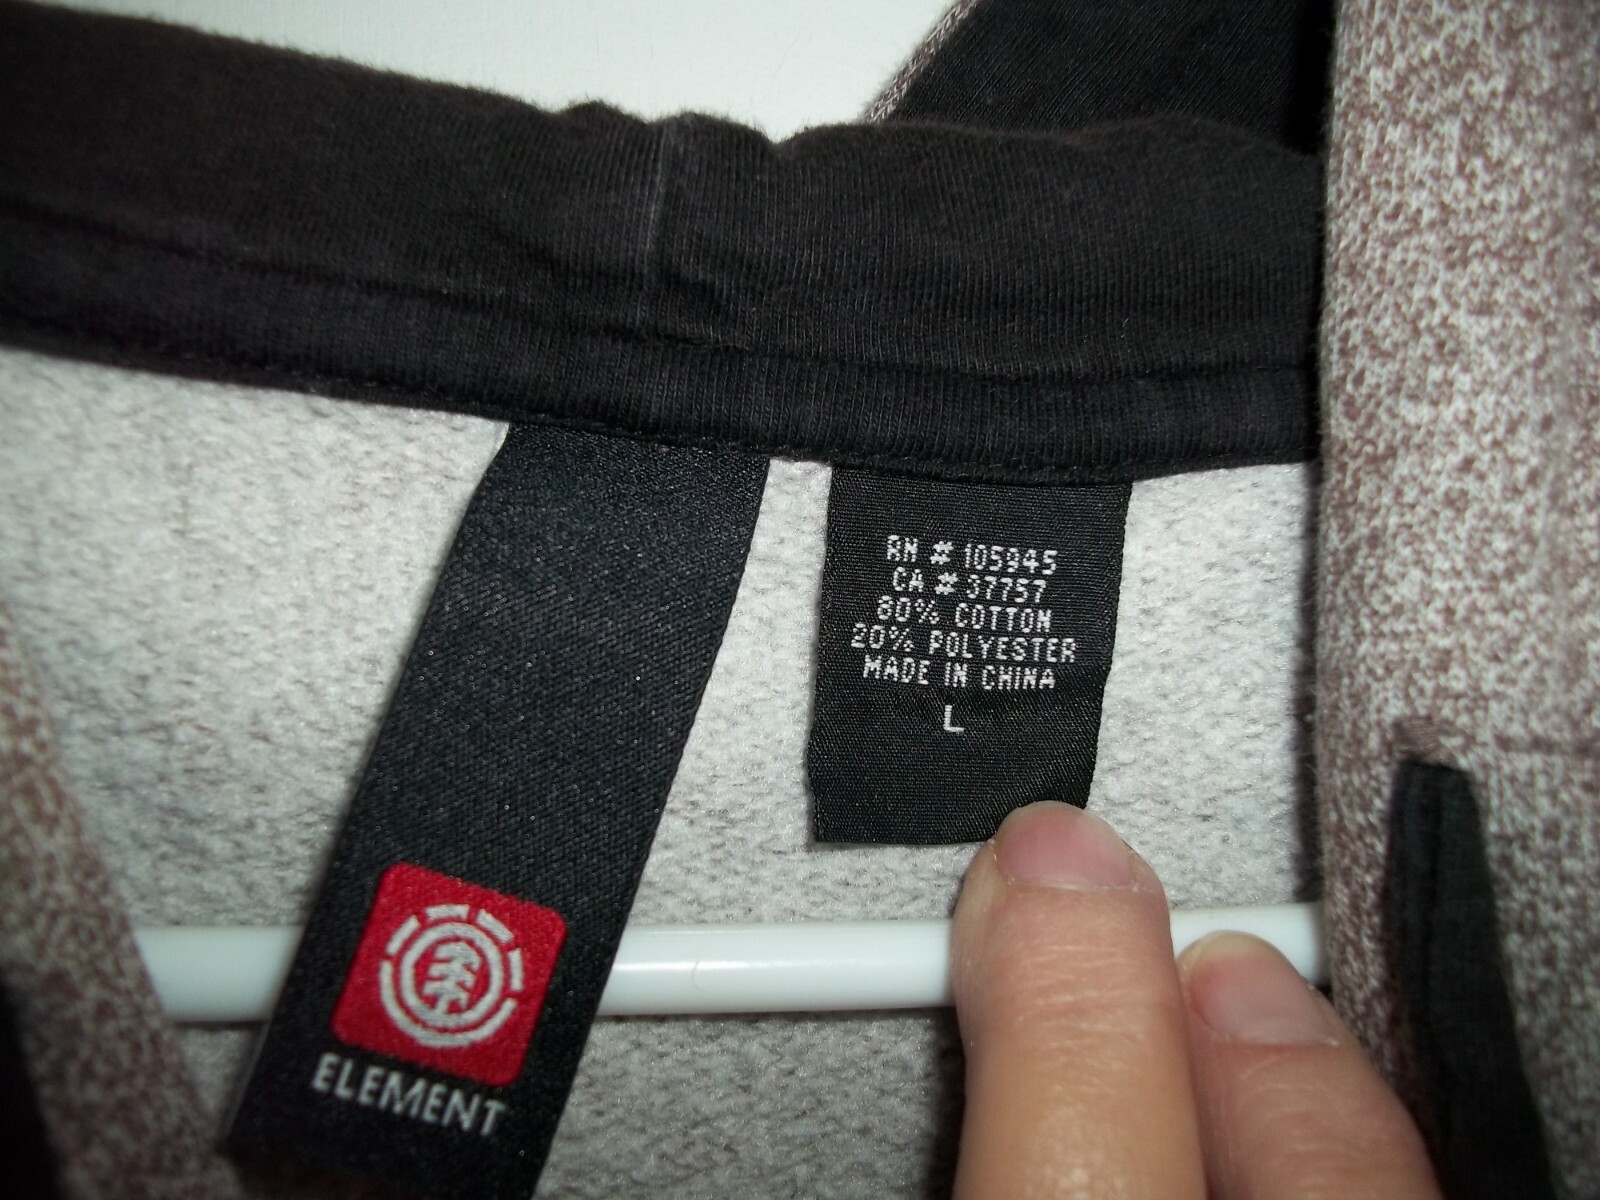 RN # 105945
CA # 37757
80% COTTON
20% POLYESTER
MADE IN CHINA
L
ELEMENT